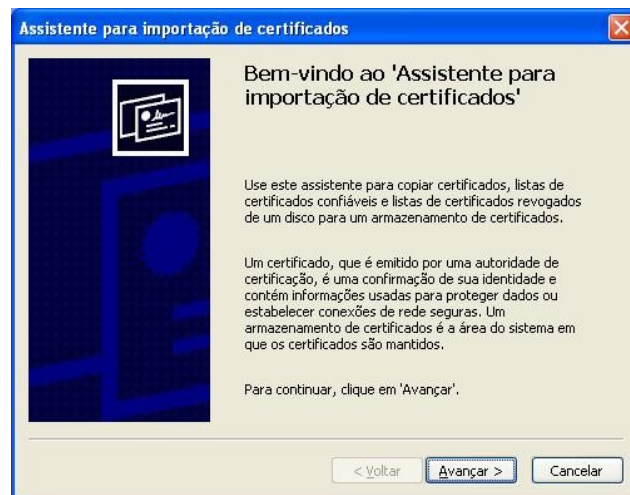 Assistente para importação de certificados
Bem-vindo ao 'Assistente para
importação de certificados'
Use este assistente para copiar certificados, listas de
certificados confiáveis e listas de certificados revogados
de um disco para um armazenamento de certificados.
Um certificado, que é emitido por uma autoridade de
certificação, é uma confirmação de sua identidade e
contém informações usadas para proteger dados ou
estabelecer conexões de rede seguras. Um
armazenamento de certificados é a área do sistema em
que os certificados são mantidos.
Para continuar, clique em 'Avançar'.
< Voltar Avançar > Cancelar